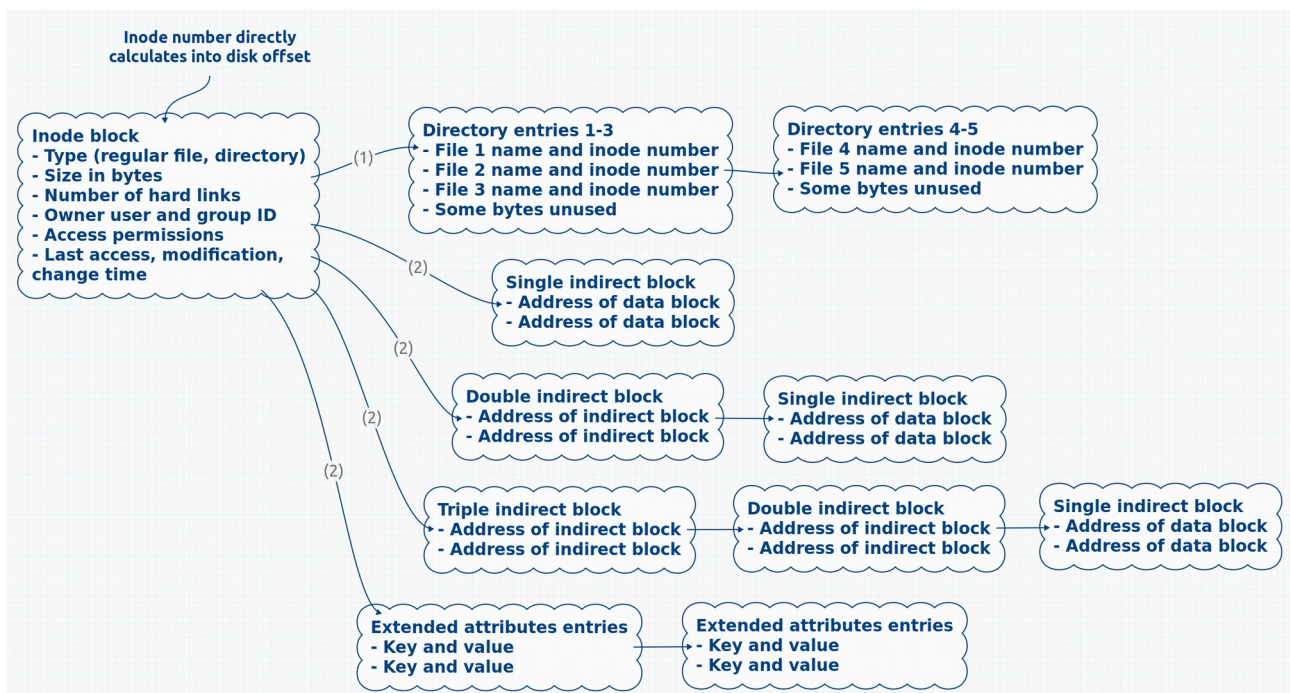 Inode number directly
calculates into disk offset
Inode block
- Type (regular file, directory)
- Size in bytes
- Number of hard links
- Owner user and group ID
- Access permissions
- Last access, modification,
change time
(1)
Directory entries 1-3
- File 1 name and inode number
- File 2 name and inode number
- File 3 name and inode number
- Some bytes unused
Directory entries 4-5
- File 4 name and inode number
- File 5 name and inode number
- Some bytes unused
(2)
Single indirect block
- Address of data block
- Address of data block
(2)
Double indirect block
- Address of indirect block
- Address of indirect block
Single indirect block
- Address of data block
- Address of data block
(2)
Triple indirect block
- Address of indirect block
- Address of indirect block
Double indirect block
- Address of indirect block
- Address of indirect block
Single indirect block
- Address of data block
- Address of data block
(2)
Extended attributes entries
- Key and value
- Key and value
Extended attributes entries
- Key and value
- Key and value